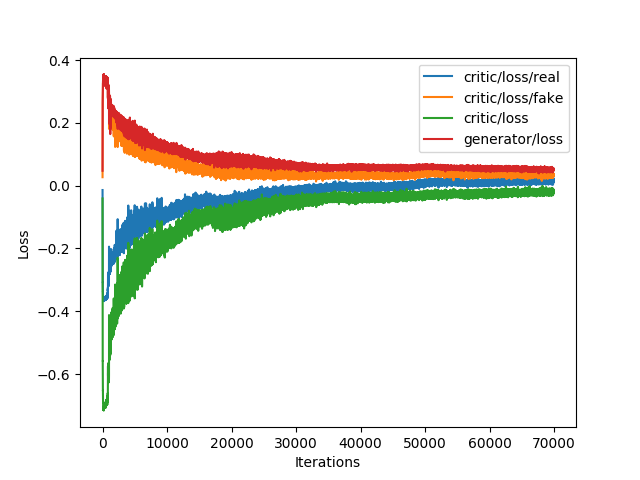 critic/loss/real
critic/loss/fake
critic/loss
generator/loss
Loss
0.4
0.2
0.0
−0.2
−0.4
−0.6
0 10000 20000 30000 40000 50000 60000 70000
Iterations